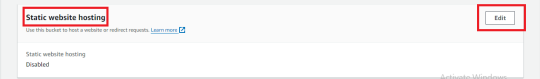 Static website hosting
Edit
Use this bucket to host a website or redirect requests. Learn more
Static website hosting
Disabled
Activate Windows